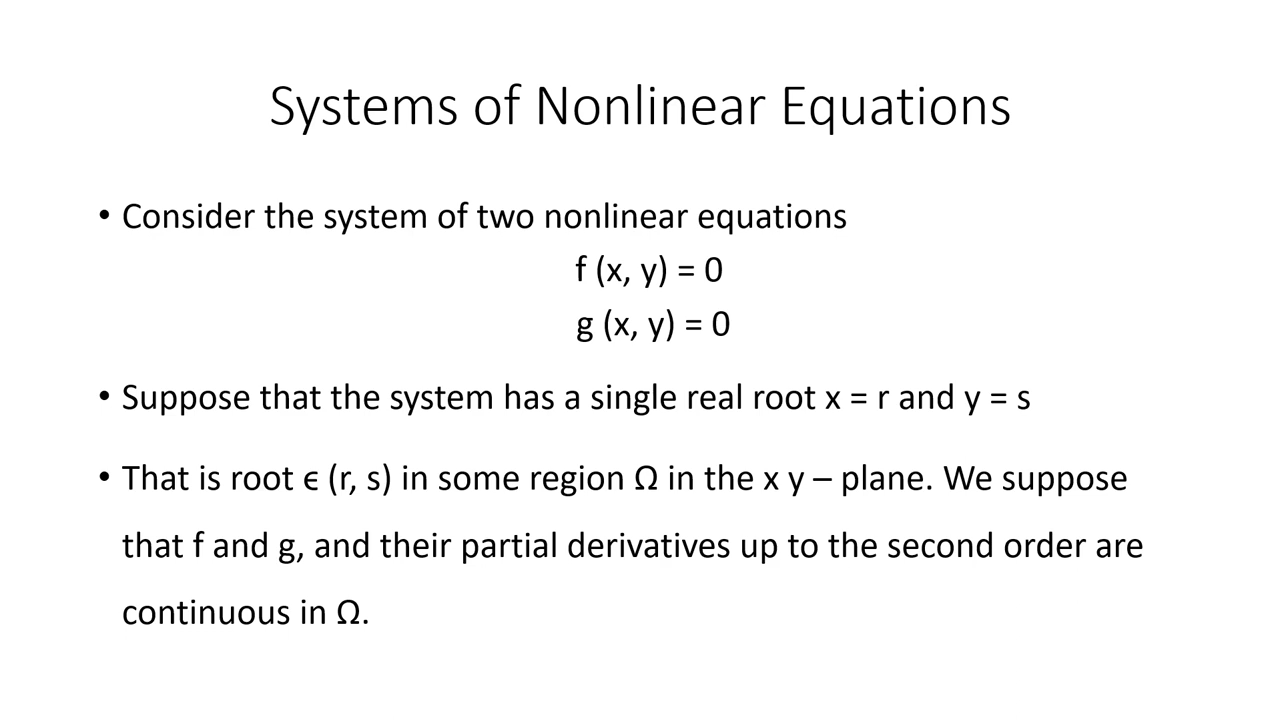 Systems of Nonlinear Equations
• Consider the system of two nonlinear equations
f (x, y) = 0
g (x, y) = 0
• Suppose that the system has a single real root x = r and y = s
• That is root ϵ (r, s) in some region Ω in the x y – plane. We suppose
that f and g, and their partial derivatives up to the second order are
continuous in Ω.